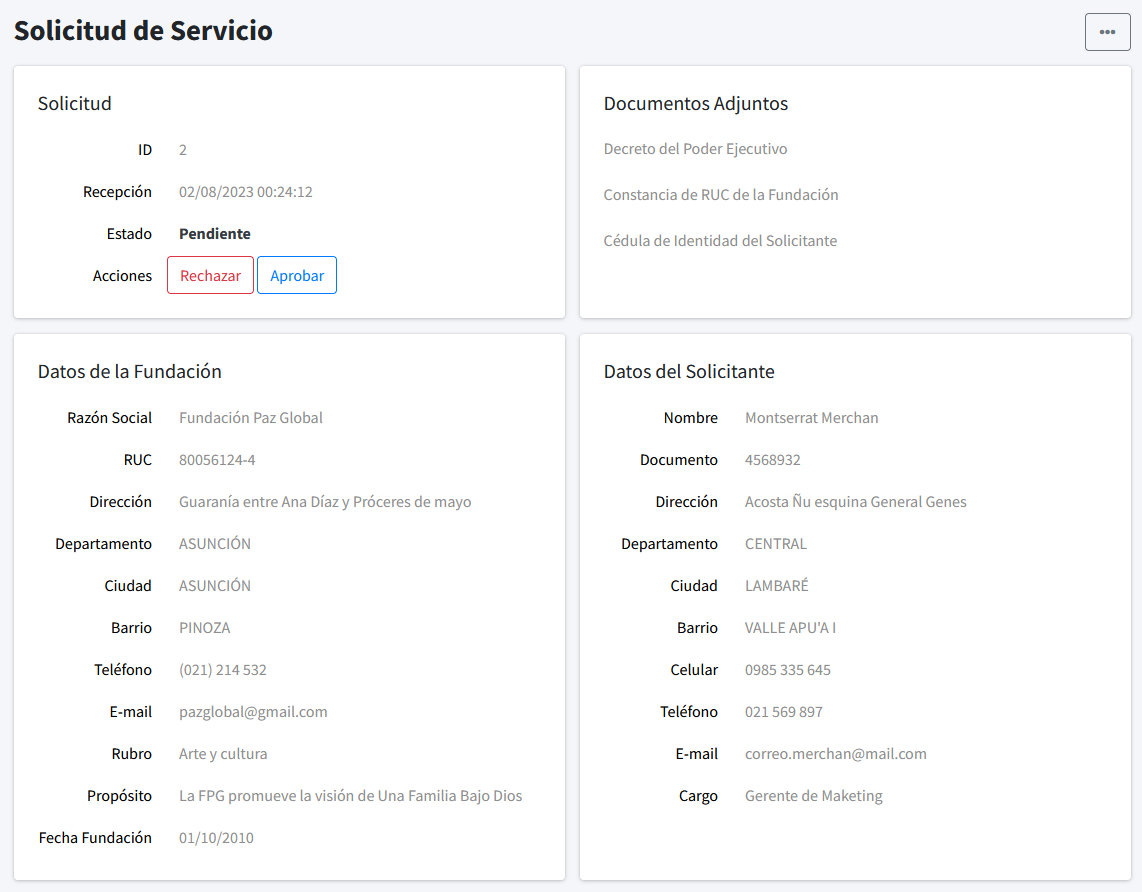 Solicitud de Servicio
•••
Solicitud
ID 2
Recepción 02/08/2023 00:24:12
Estado Pendiente
Acciones Rechazar Aprobar
Documentos Adjuntos
Decreto del Poder Ejecutivo
Constancia de RUC de la Fundación
Cédula de Identidad del Solicitante
Datos de la Fundación
Razón Social Fundación Paz Global
RUC 80056124-4
Dirección Guaranía entre Ana Díaz y Próceres de mayo
Departamento ASUNCIÓN
Ciudad ASUNCIÓN
Barrio PINOZA
Teléfono (021) 214 532
E-mail pazglobal@gmail.com
Rubro Arte y cultura
Propósito La FPG promueve la visión de Una Familia Bajo Dios
Fecha Fundación 01/10/2010
Datos del Solicitante
Nombre Montserrat Merchan
Documento 4568932
Dirección Acosta Ñu esquina General Genes
Departamento CENTRAL
Ciudad LAMBARÉ
Barrio VALLE APU'A I
Celular 0985 335 645
Teléfono 021 569 897
E-mail correo.merchan@mail.com
Cargo Gerente de Maketing